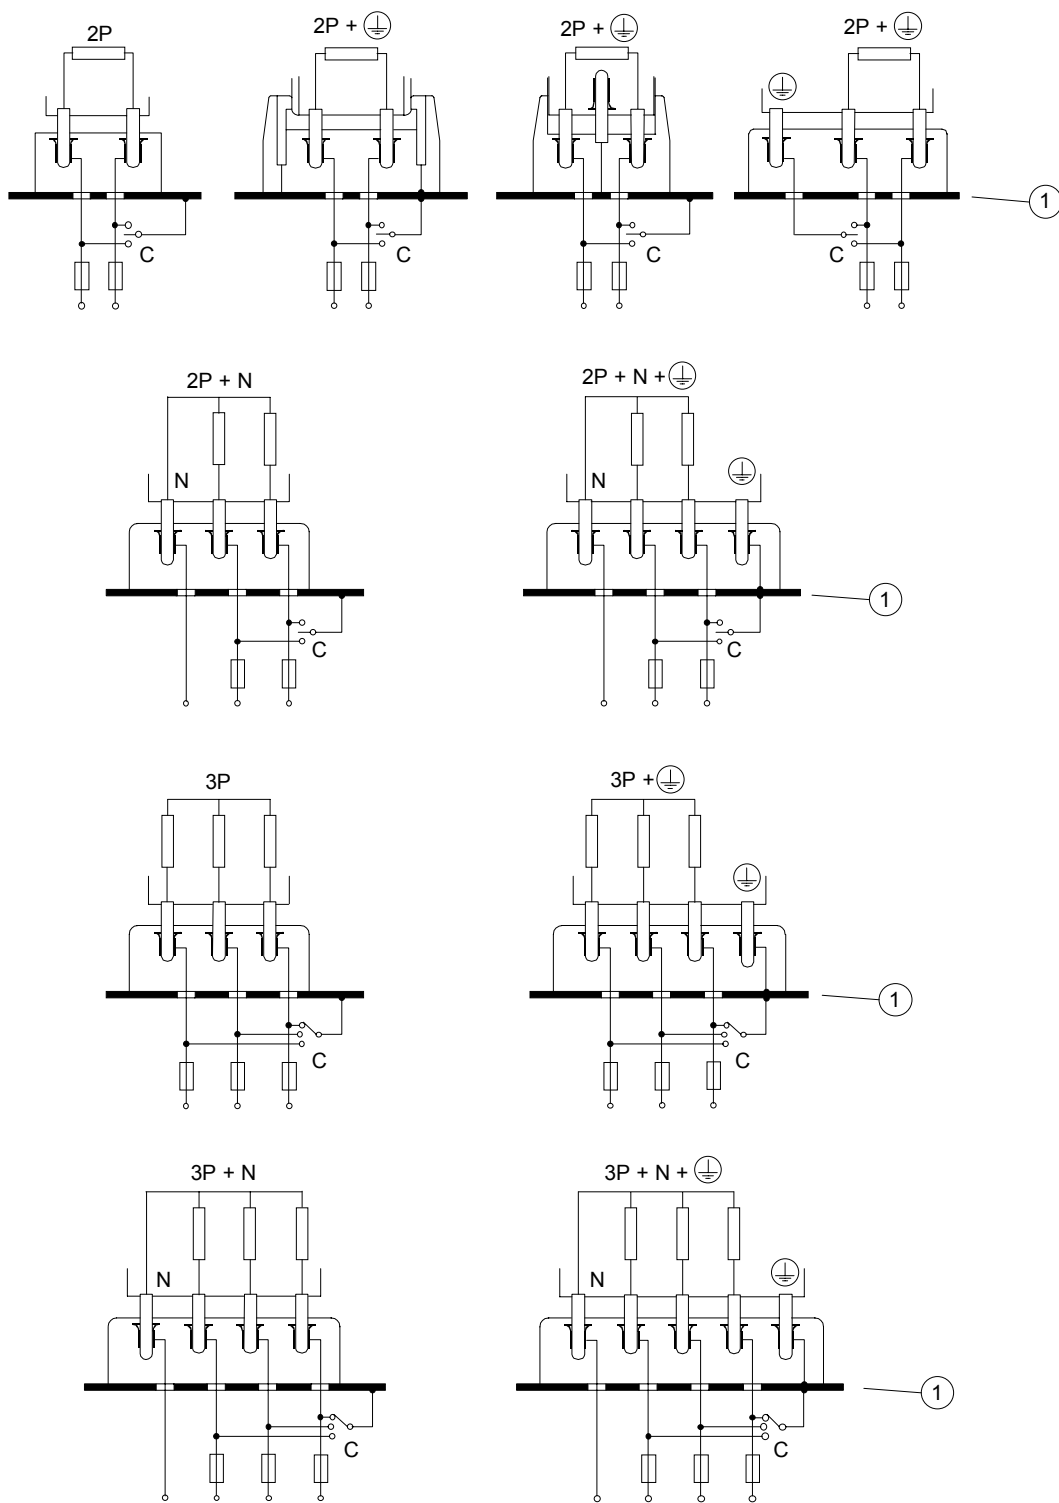 2P
2P + ⏚
2P + ⏚
2P + ⏚
C
C
C
C
1
2P + N
2P + N + ⏚
N
N
C
C
1
3P
3P + ⏚
C
C
1
3P + N
3P + N + ⏚
N
N
C
C
1